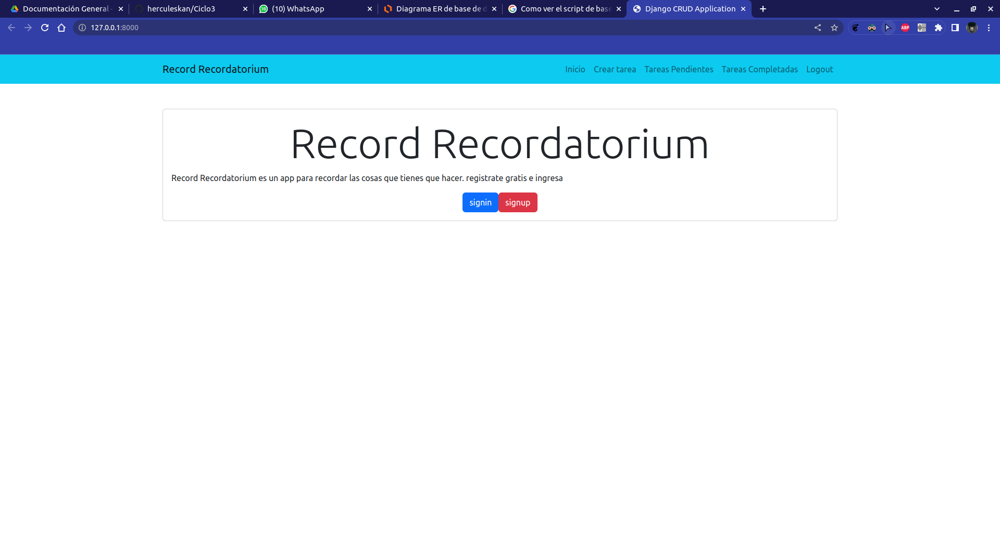 Documentación General -
herculeskan/Ciclo3
(10) WhatsApp
Diagrama ER de base de d
Como ver el script de base
Django CRUD Application
127.0.0.1:8000
ABP
Record Recordatorium
Inicio Crear tarea Tareas Pendientes Tareas Completadas Logout
Record Recordatorium
Record Recordatorium es un app para recordar las cosas que tienes que hacer. registrate gratis e ingresa
signin signup